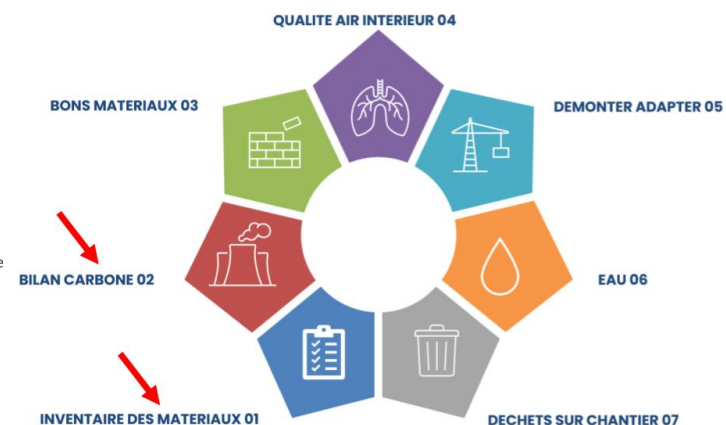 QUALITE AIR INTERIEUR 04
BONS MATERIAUX 03
DEMONTER ADAPTER 05
e
BILAN CARBONE 02
EAU 06
INVENTAIRE DES MATERIAUX 01
DECHETS SUR CHANTIER 07